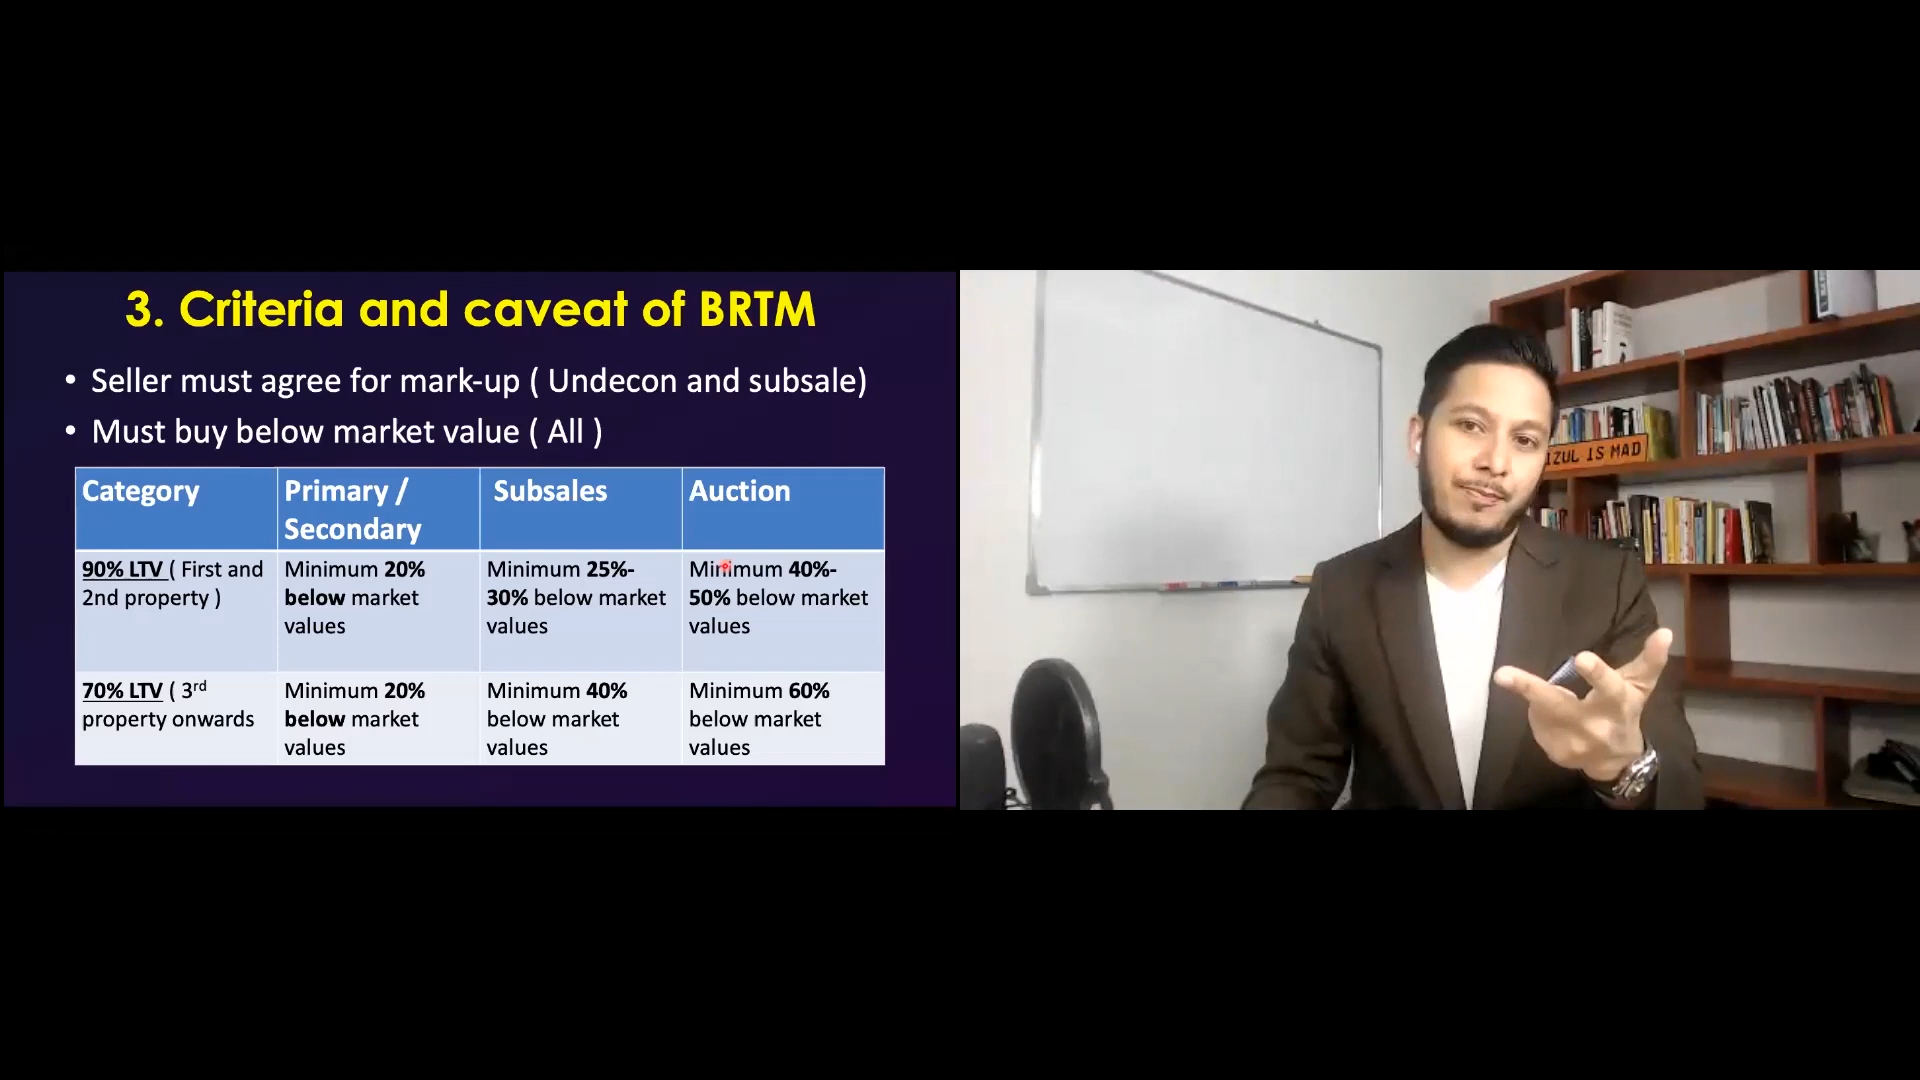 3. Criteria and caveat of BRTM
• Seller must agree for mark-up ( Undecon and subsale)
• Must buy below market value ( All )
Category
Primary /
Secondary
Subsales
Auction
90% LTV ( First and
2nd property )
Minimum 20%
below market
values
Minimum 25%-
30% below market
values
Minimum 40%-
50% below market
values
70% LTV ( 3rd
property onwards
Minimum 20%
below market
values
Minimum 40%
below market
values
Minimum 60%
below market
values
IZUL IS MAD